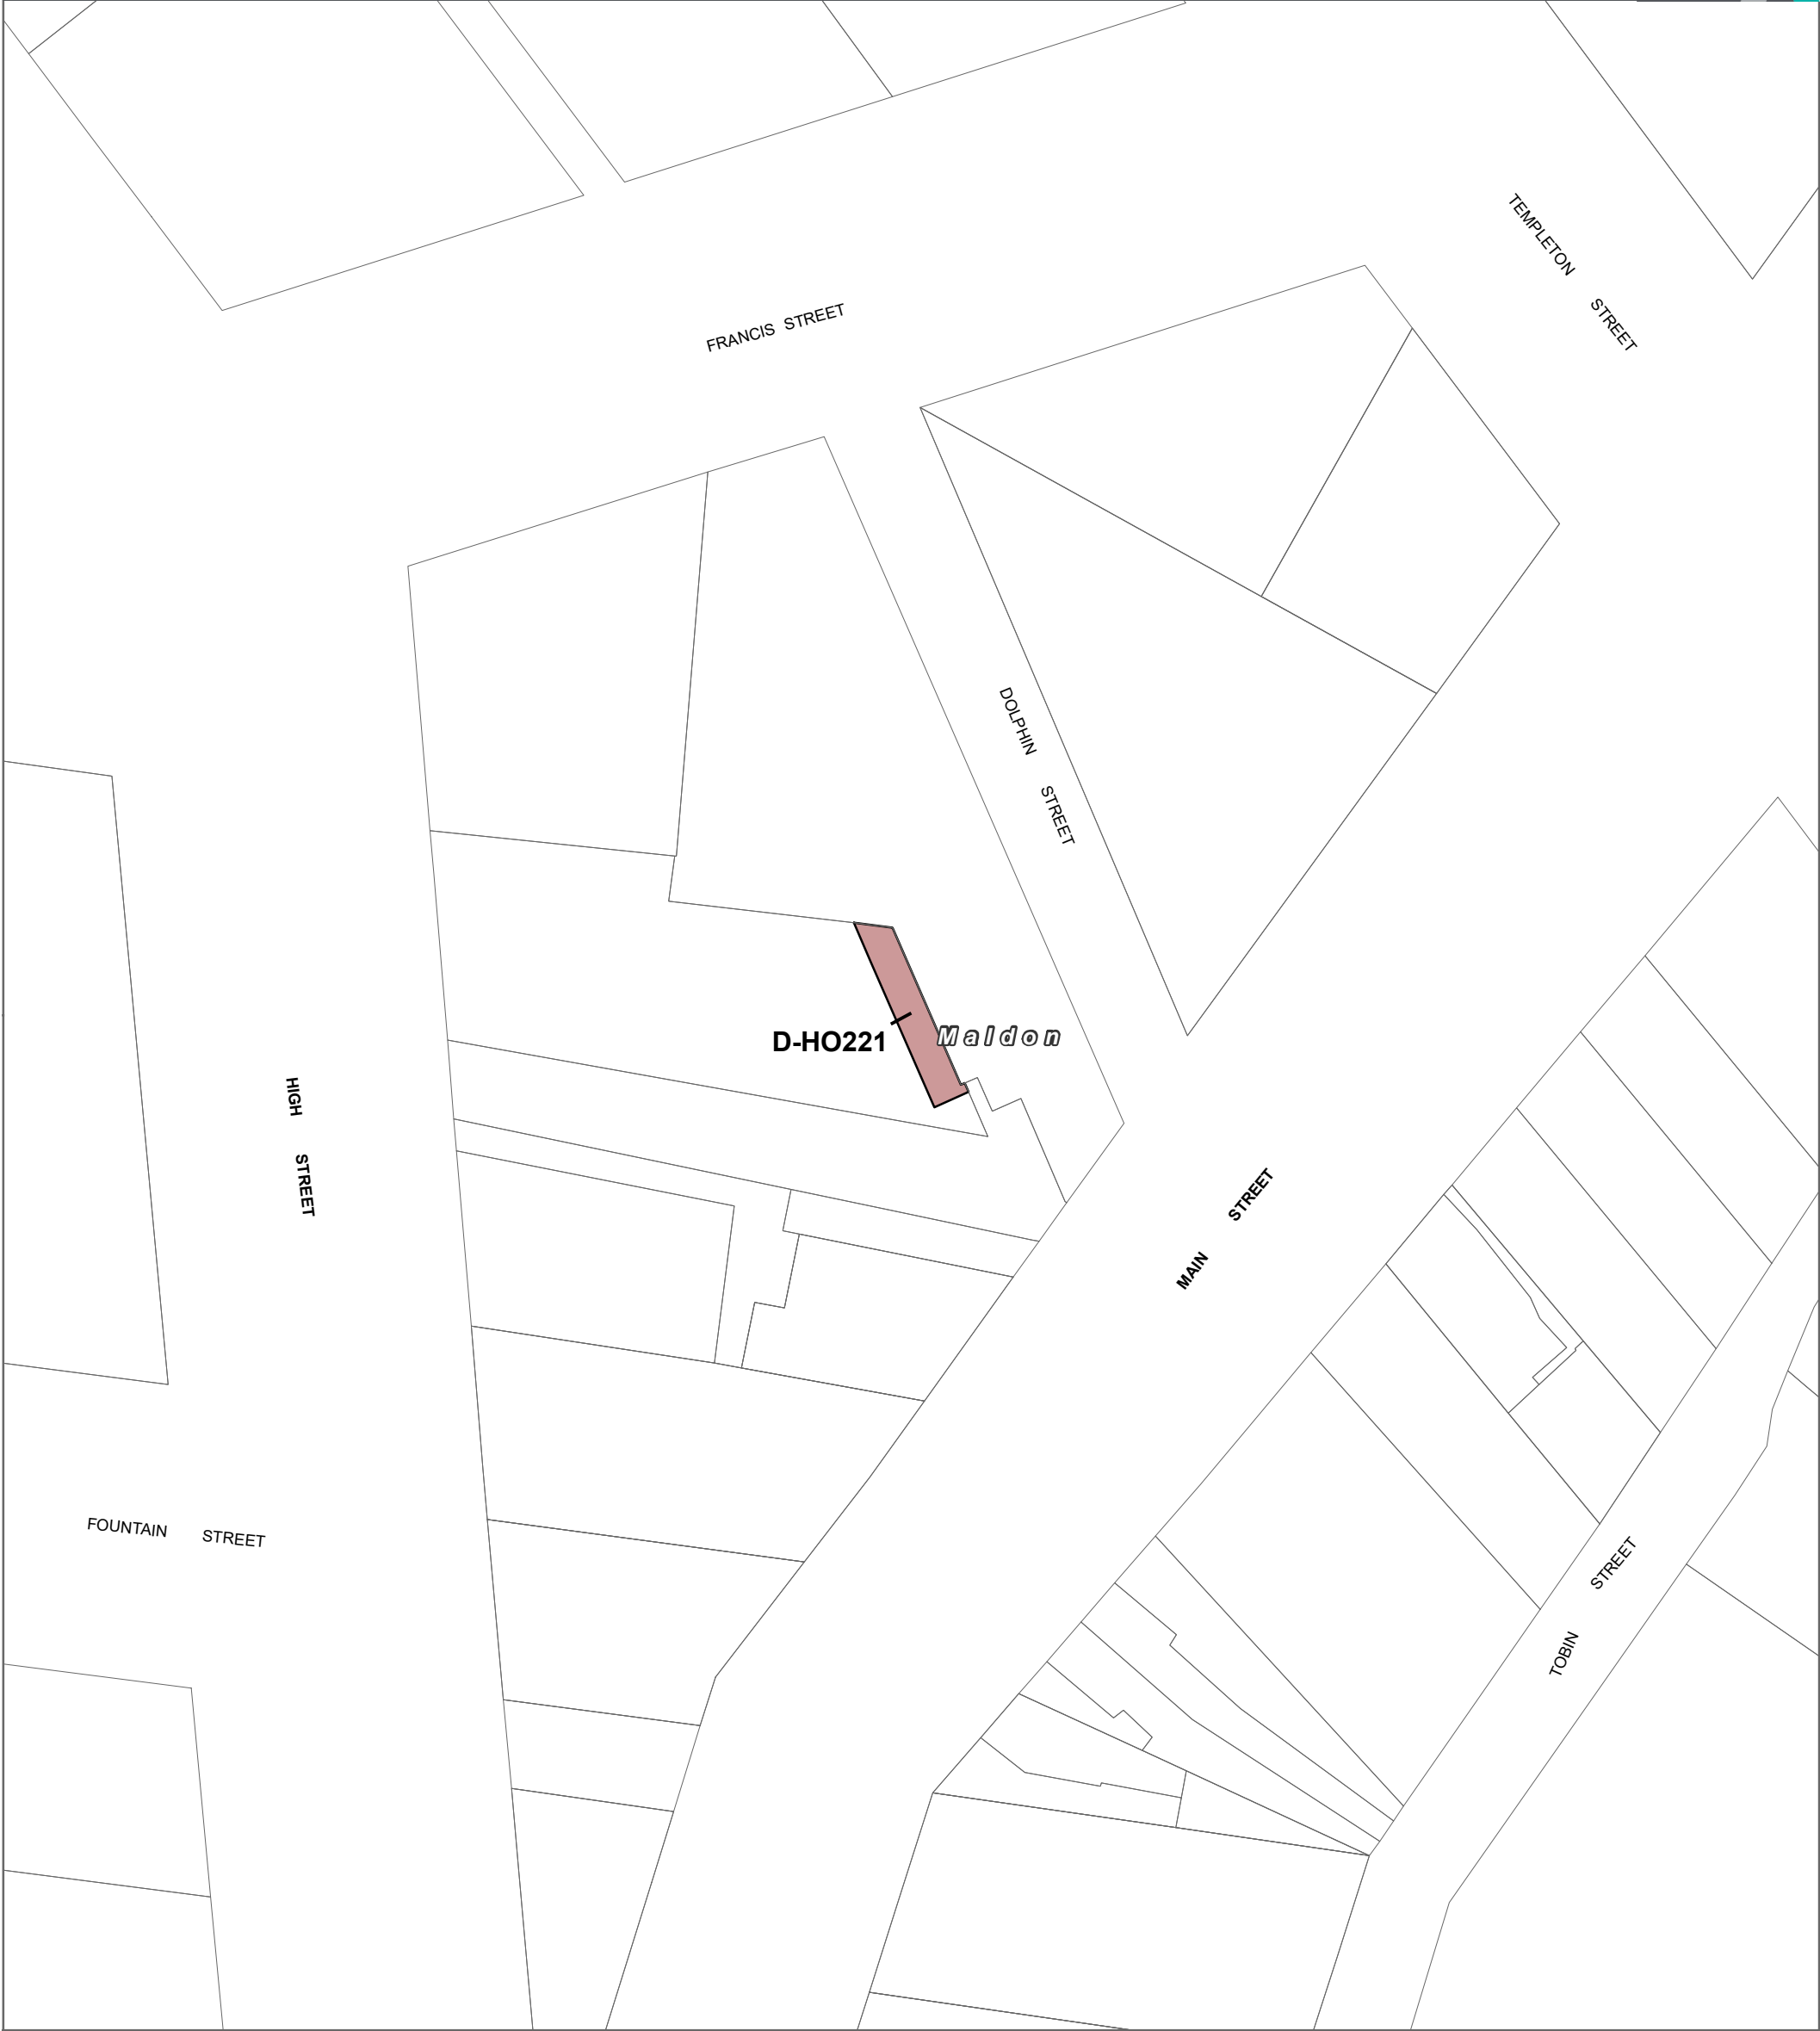 TEMPLETON STREET
FRANCIS STREET
DOLPHIN STREET
D-HO221
Maldon
HIGH STREET
MAIN STREET
FOUNTAIN STREET
TOBIN STREET